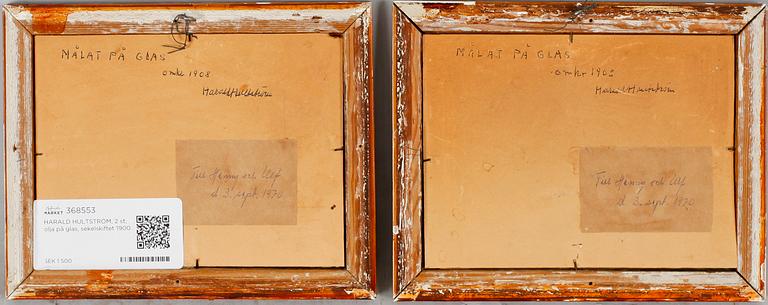 MÅLAT PÅ GLAS
omkr 1908
Harald Hultström
Till Henny och Ulf
d 3. sept. 1970
MARKET 368553
HARALD HULTSTRÖM, 2 st,
olja på glas, sekelskiftet 1900.
SEK 1 500
MÅLAT PÅ GLAS
omkr 1908
Harald Hultström
Till Henny och Ulf
d 3. sept. 1970